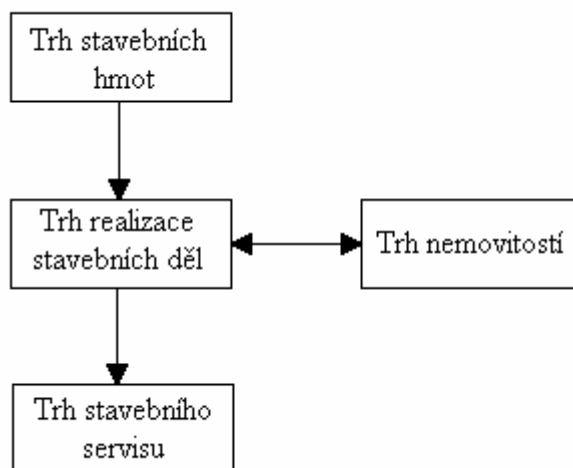 Trh stavebních
hmot
Trh realizace
stavebních děl
Trh nemovitostí
Trh stavebního
servisu